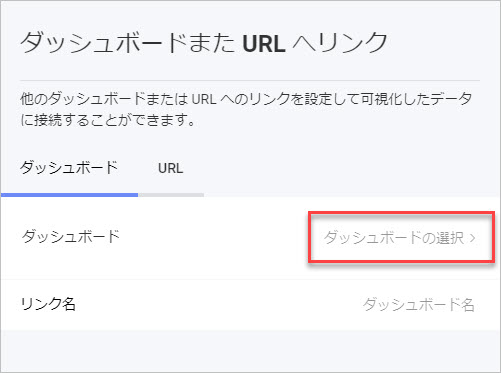 ダッシュボードまた URL へリンク
他のダッシュボードまたは URL へのリンクを設定して可視化したデータ
に接続することができます。
ダッシュボード URL
ダッシュボード ダッシュボードの選択 >
リンク名 ダッシュボード名